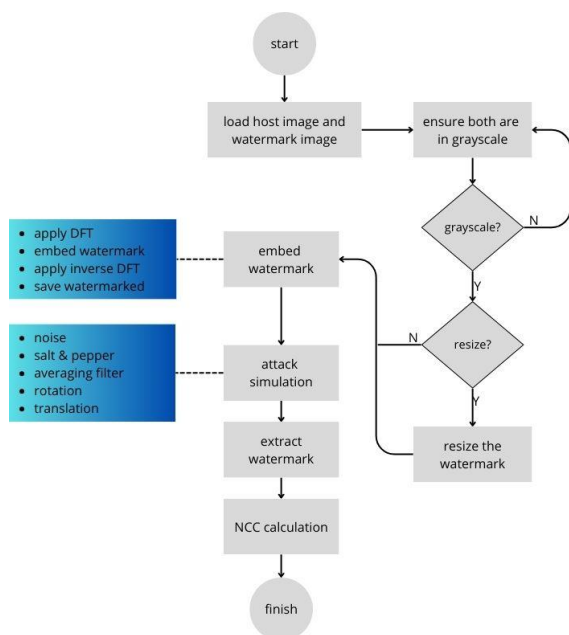 start
load host image and
watermark image
ensure both are
in grayscale
grayscale?
N
Y
resize?
N
Y
resize the
watermark
• apply DFT
• embed watermark
• apply inverse DFT
• save watermarked
embed
watermark
• noise
• salt & pepper
• averaging filter
• rotation
• translation
attack
simulation
extract
watermark
NCC calculation
finish